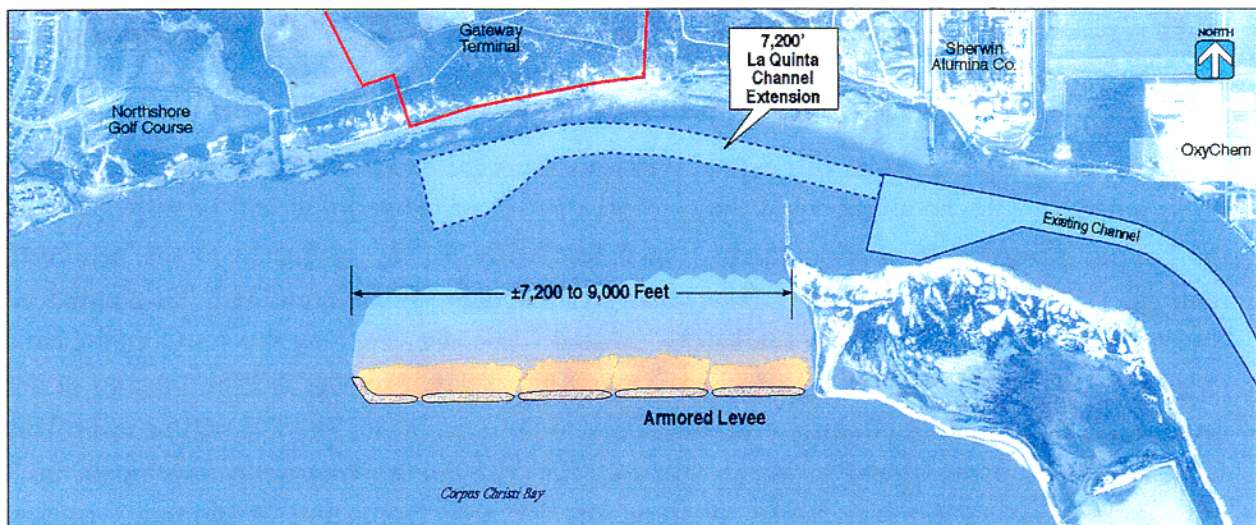 Gateway
Terminal
7,200'
La Quinta
Channel
Extension
Sherwin
Alumina Co.
NORTH
Northshore
Golf Course
OxyChem
Existing Channel
±7,200 to 9,000 Feet
Armored Levee
Corpus Christi Bay